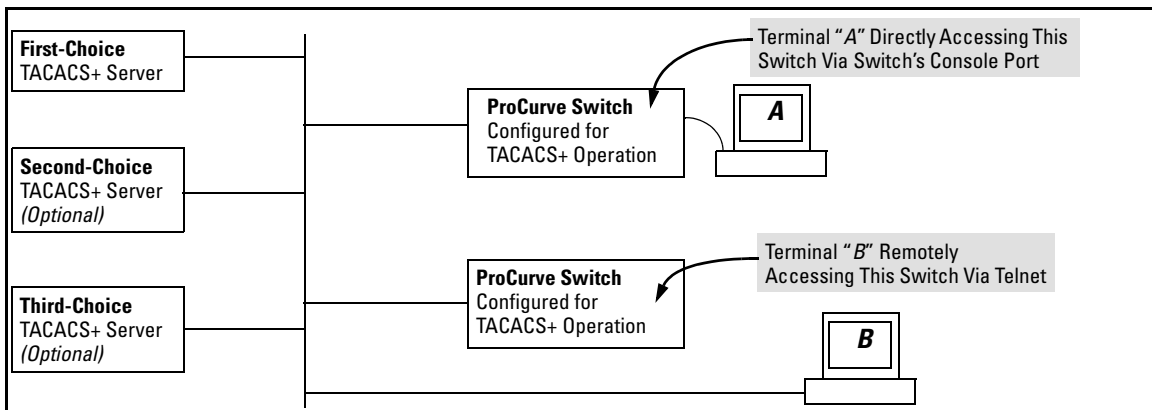 First-Choice
TACACS+ Server
Second-Choice
TACACS+ Server
(Optional)
Third-Choice
TACACS+ Server
(Optional)
Terminal “A” Directly Accessing This
Switch Via Switch’s Console Port
ProCurve Switch
Configured for
TACACS+ Operation
A
Terminal “B” Remotely
Accessing This Switch Via Telnet
ProCurve Switch
Configured for
TACACS+ Operation
B